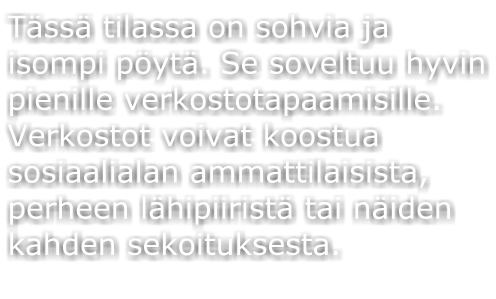 Tässä tilassa on sohvia ja
isompi pöytä. Se soveltuu hyvin
pienille verkostotapaamisille.
Verkostot voivat koostua
sosiaalialan ammattilaisista,
perheen lähipiiristä tai näiden
kahden sekoituksesta.